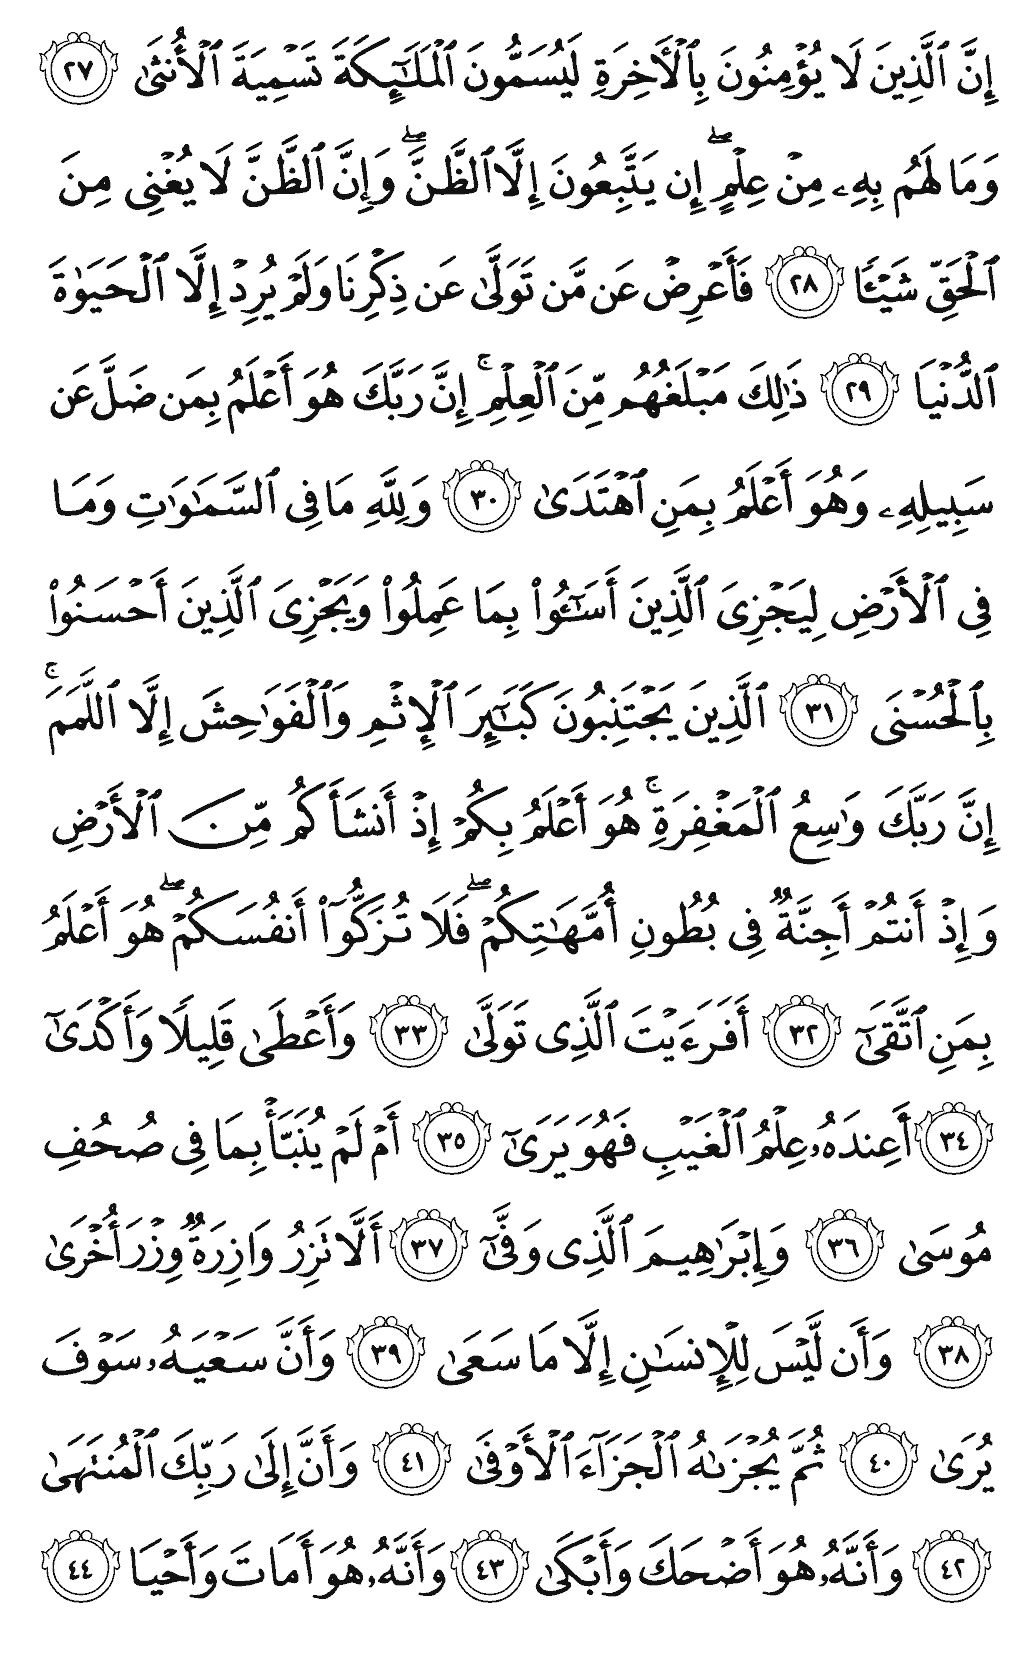 إِنَّ ٱلَّذِينَ لَا يُؤْمِنُونَ بِٱلْأَخِرَةِ لَيُسَمُّونَ ٱلْمَلَٰٓئِكَةَ تَسْمِيَةَ ٱلْأُنثَىٰ ٢٧
وَمَا لَهُم بِهِۦ مِنْ عِلْمٍۖ إِن يَتَّبِعُونَ إِلَّا ٱلظَّنَّۖ وَإِنَّ ٱلظَّنَّ لَا يُغْنِى مِنَ
ٱلْحَقِّ شَيْـًٔا ٢٨ فَأَعْرِضْ عَن مَّن تَوَلَّىٰ عَن ذِكْرِنَا وَلَمْ يُرِدْ إِلَّا ٱلْحَيَوٰةَ
ٱلدُّنْيَا ٢٩ ذَٰلِكَ مَبْلَغُهُم مِّنَ ٱلْعِلْمِۚ إِنَّ رَبَّكَ هُوَ أَعْلَمُ بِمَن ضَلَّ عَن
سَبِيلِهِۦ وَهُوَ أَعْلَمُ بِمَنِ ٱهْتَدَىٰ ٣٠ وَلِلَّهِ مَا فِى ٱلسَّمَٰوَٰتِ وَمَا
فِى ٱلْأَرْضِ لِيَجْزِىَ ٱلَّذِينَ أَسَٰٓـُٔوا۟ بِمَا عَمِلُوا۟ وَيَجْزِىَ ٱلَّذِينَ أَحْسَنُوا۟
بِٱلْحُسْنَى ٣١ ٱلَّذِينَ يَجْتَنِبُونَ كَبَٰٓئِرَ ٱلْإِثْمِ وَٱلْفَوَٰحِشَ إِلَّا ٱللَّمَمَۚ
إِنَّ رَبَّكَ وَٰسِعُ ٱلْمَغْفِرَةِۚ هُوَ أَعْلَمُ بِكُمْ إِذْ أَنشَأَكُم مِّنَ ٱلْأَرْضِ
وَإِذْ أَنتُمْ أَجِنَّةٌ فِى بُطُونِ أُمَّهَٰتِكُمْۖ فَلَا تُزَكُّوٓا۟ أَنفُسَكُمْۖ هُوَ أَعْلَمُ
بِمَنِ ٱتَّقَىٰٓ ٣٢ أَفَرَءَيْتَ ٱلَّذِى تَوَلَّىٰ ٣٣ وَأَعْطَىٰ قَلِيلًا وَأَكْدَىٰٓ
٣٤ أَعِندَهُۥ عِلْمُ ٱلْغَيْبِ فَهُوَ يَرَىٰٓ ٣٥ أَمْ لَمْ يُنَبَّأْ بِمَا فِى صُحُفِ
مُوسَىٰ ٣٦ وَإِبْرَٰهِيمَ ٱلَّذِى وَفَّىٰٓ ٣٧ أَلَّا تَزِرُ وَازِرَةٌ وِزْرَ أُخْرَىٰ
٣٨ وَأَن لَّيْسَ لِلْإِنسَٰنِ إِلَّا مَا سَعَىٰ ٣٩ وَأَنَّ سَعْيَهُۥ سَوْفَ
يُرَىٰ ٤٠ ثُمَّ يُجْزَىٰهُ ٱلْجَزَآءَ ٱلْأَوْفَىٰ ٤١ وَأَنَّ إِلَىٰ رَبِّكَ ٱلْمُنتَهَىٰ
٤٢ وَأَنَّهُۥ هُوَ أَضْحَكَ وَأَبْكَىٰ ٤٣ وَأَنَّهُۥ هُوَ أَمَاتَ وَأَحْيَا ٤٤